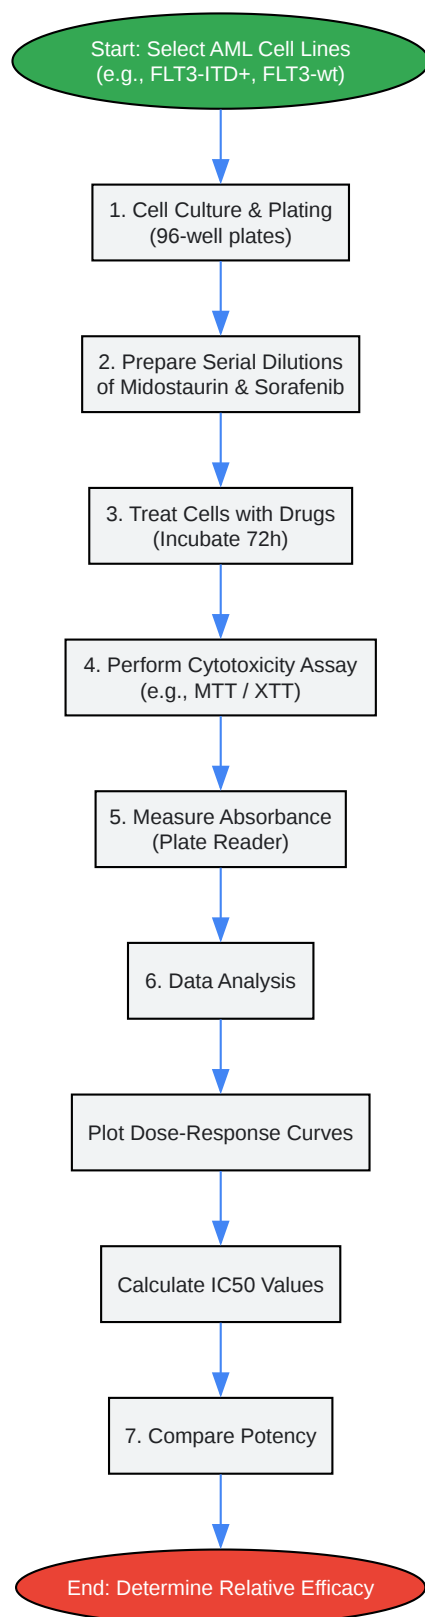 Start: Select AML Cell Lines
(e.g., FLT3-ITD+, FLT3-wt)
1. Cell Culture & Plating
(96-well plates)
2. Prepare Serial Dilutions
of Midostaurin & Sorafenib
3. Treat Cells with Drugs
(Incubate 72h)
4. Perform Cytotoxicity Assay
(e.g., MTT / XTT)
5. Measure Absorbance
(Plate Reader)
6. Data Analysis
Plot Dose-Response Curves
Calculate IC50 Values
7. Compare Potency
End: Determine Relative Efficacy